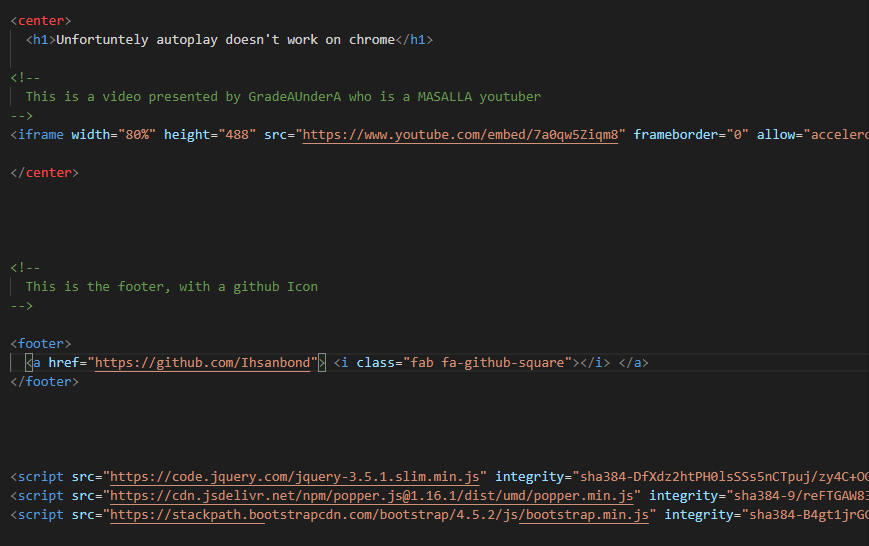 <center>
<h1>Unfortuntely autoplay doesn't work on chrome</h1>
<!--
This is a video presented by GradeAUnderA who is a MASALLA youtuber
-->
<iframe width="80%" height="488" src="https://www.youtube.com/embed/7a0qw5Ziqm8" frameborder="0" allow="accelero
</center>
<!--
This is the footer, with a github Icon
-->
<footer>
<a href="https://github.com/Ihsanbond"> <i class="fab fa-github-square"></i> </a>
</footer>
<script src="https://code.jquery.com/jquery-3.5.1.slim.min.js" integrity="sha384-DfXdz2htPH0lsSSs5nCTpuj/zy4C+OG
<script src="https://cdn.jsdelivr.net/npm/popper.js@1.16.1/dist/umd/popper.min.js" integrity="sha384-9/reFTGAW83
<script src="https://stackpath.bootstrapcdn.com/bootstrap/4.5.2/js/bootstrap.min.js" integrity="sha384-B4gt1jrGC